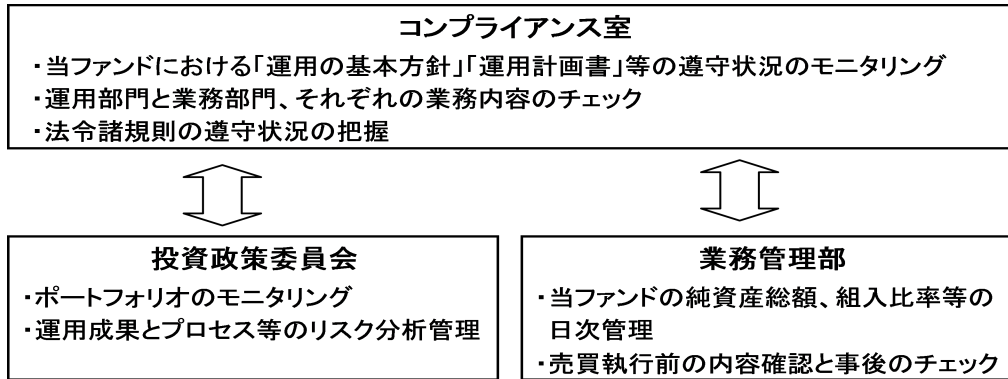 コンプライアンス室
・当ファンドにおける｢運用の基本方針｣｢運用計画書｣等の遵守状況のモニタリング
・運用部門と業務部門、それぞれの業務内容のチェック
・法令諸規則の遵守状況の把握
投資政策委員会
・ポートフォリオのモニタリング
・運用成果とプロセス等のリスク分析管理
業務管理部
・当ファンドの純資産総額、組入比率等の
日次管理
・売買執行前の内容確認と事後のチェック